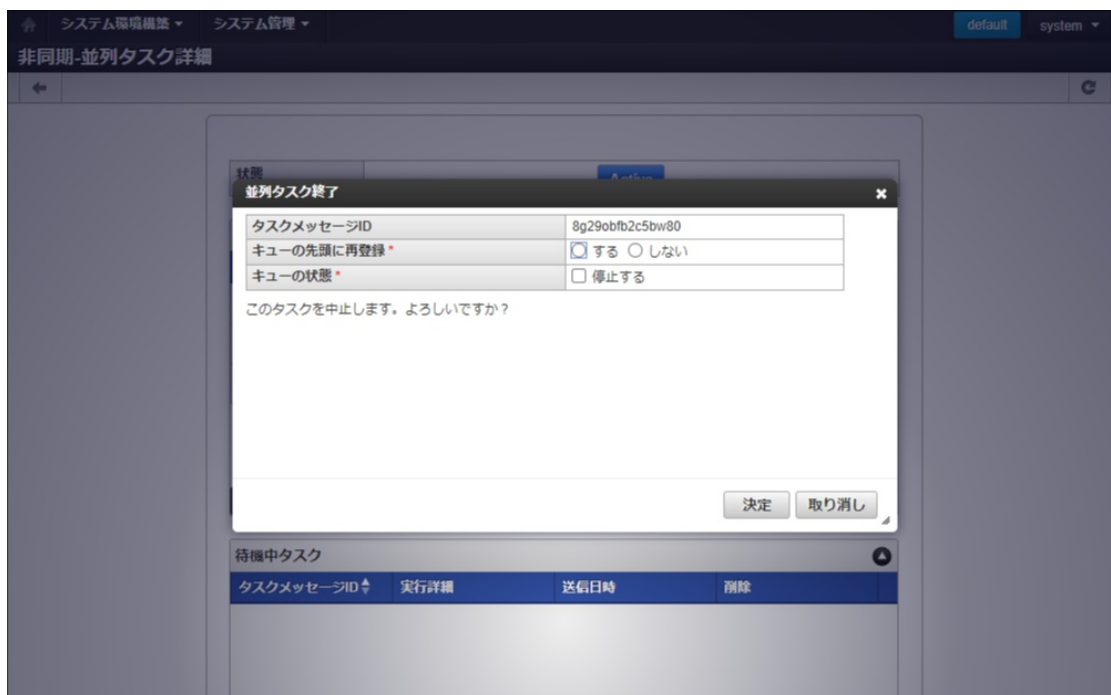 システム環境構築 システム管理 default system
非同期-並列タスク詳細
状態 Active
並列タスク終了
タスクメッセージID 8g29obfb2c5bw80
キューの先頭に再登録* する しない
キューの状態* 停止する
このタスクを中止します。よろしいですか？
決定 取り消し
待機中タスク
タスクメッセージID 実行詳細 送信日時 削除